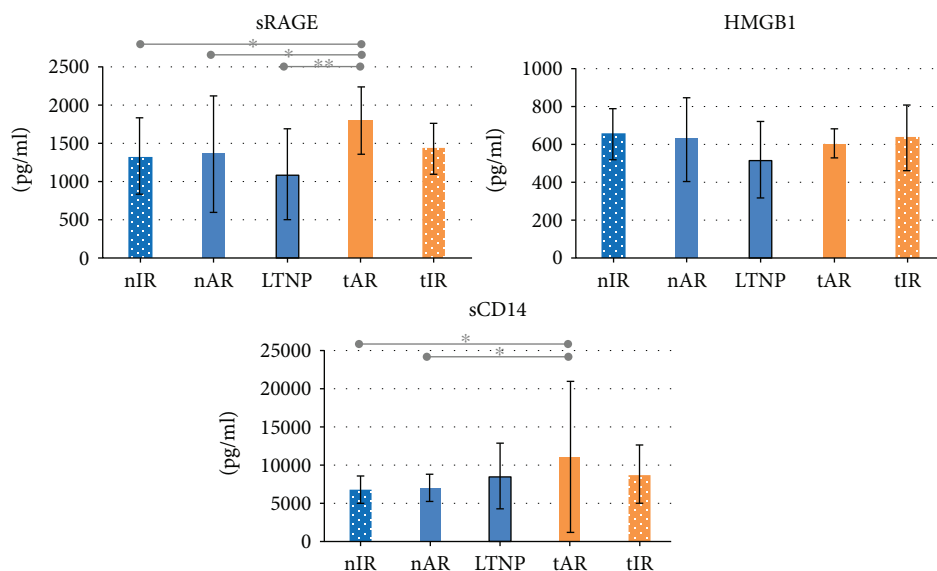 sRAGE
*
*
**
2500
2000
1500
1000
500
0
(pg/ml)
nIR nAR LTNP tAR tIR
HMGB1
1000
800
600
400
200
0
(pg/ml)
nIR nAR LTNP tAR tIR
sCD14
*
*
25000
20000
15000
10000
5000
0
(pg/ml)
nIR nAR LTNP tAR tIR